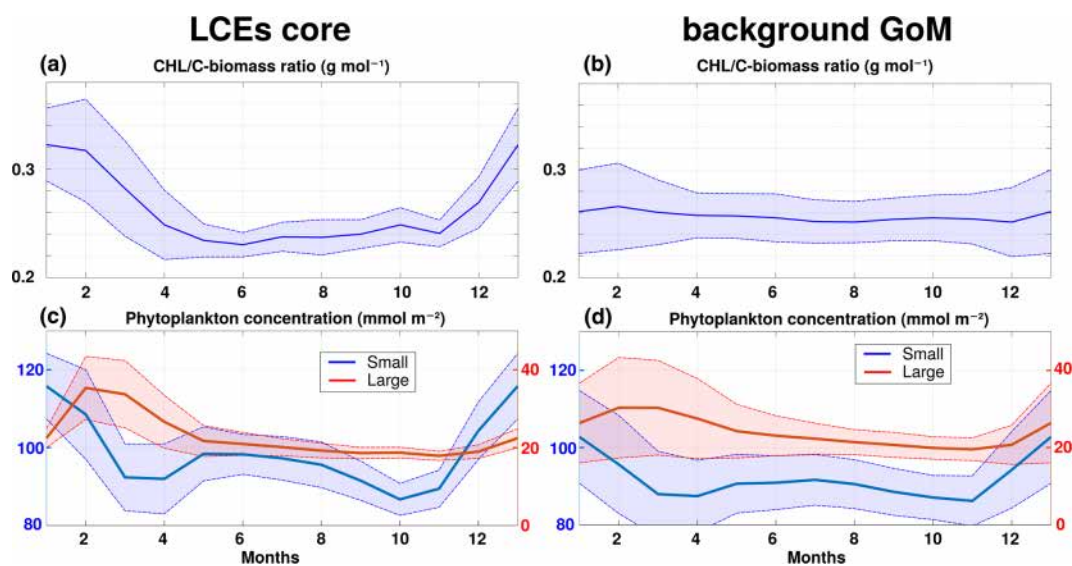 LCEs core
background GoM
(a)
CHL/C-biomass ratio (g mol⁻¹)
0.3
0.2
2 4 6 8 10 12
(b)
CHL/C-biomass ratio (g mol⁻¹)
0.3
0.2
2 4 6 8 10 12
(c)
Phytoplankton concentration (mmol m⁻²)
Small
Large
120
100
80
40
20
0
2 4 6 8 10 12
Months
(d)
Phytoplankton concentration (mmol m⁻²)
Small
Large
120
100
80
40
20
0
2 4 6 8 10 12
Months